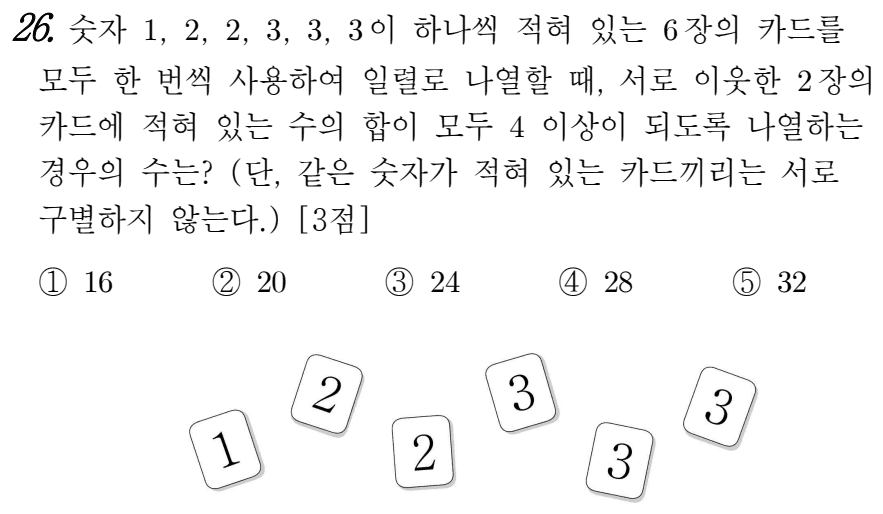 26. 숫자 1, 2, 2, 3, 3, 3이 하나씩 적혀 있는 6장의 카드를
모두 한 번씩 사용하여 일렬로 나열할 때, 서로 이웃한 2장의
카드에 적혀 있는 수의 합이 모두 4 이상이 되도록 나열하는
경우의 수는? (단, 같은 숫자가 적혀 있는 카드끼리는 서로
구별하지 않는다.) [3점]
① 16 ② 20 ③ 24 ④ 28 ⑤ 32
1 2 2 3 3 3